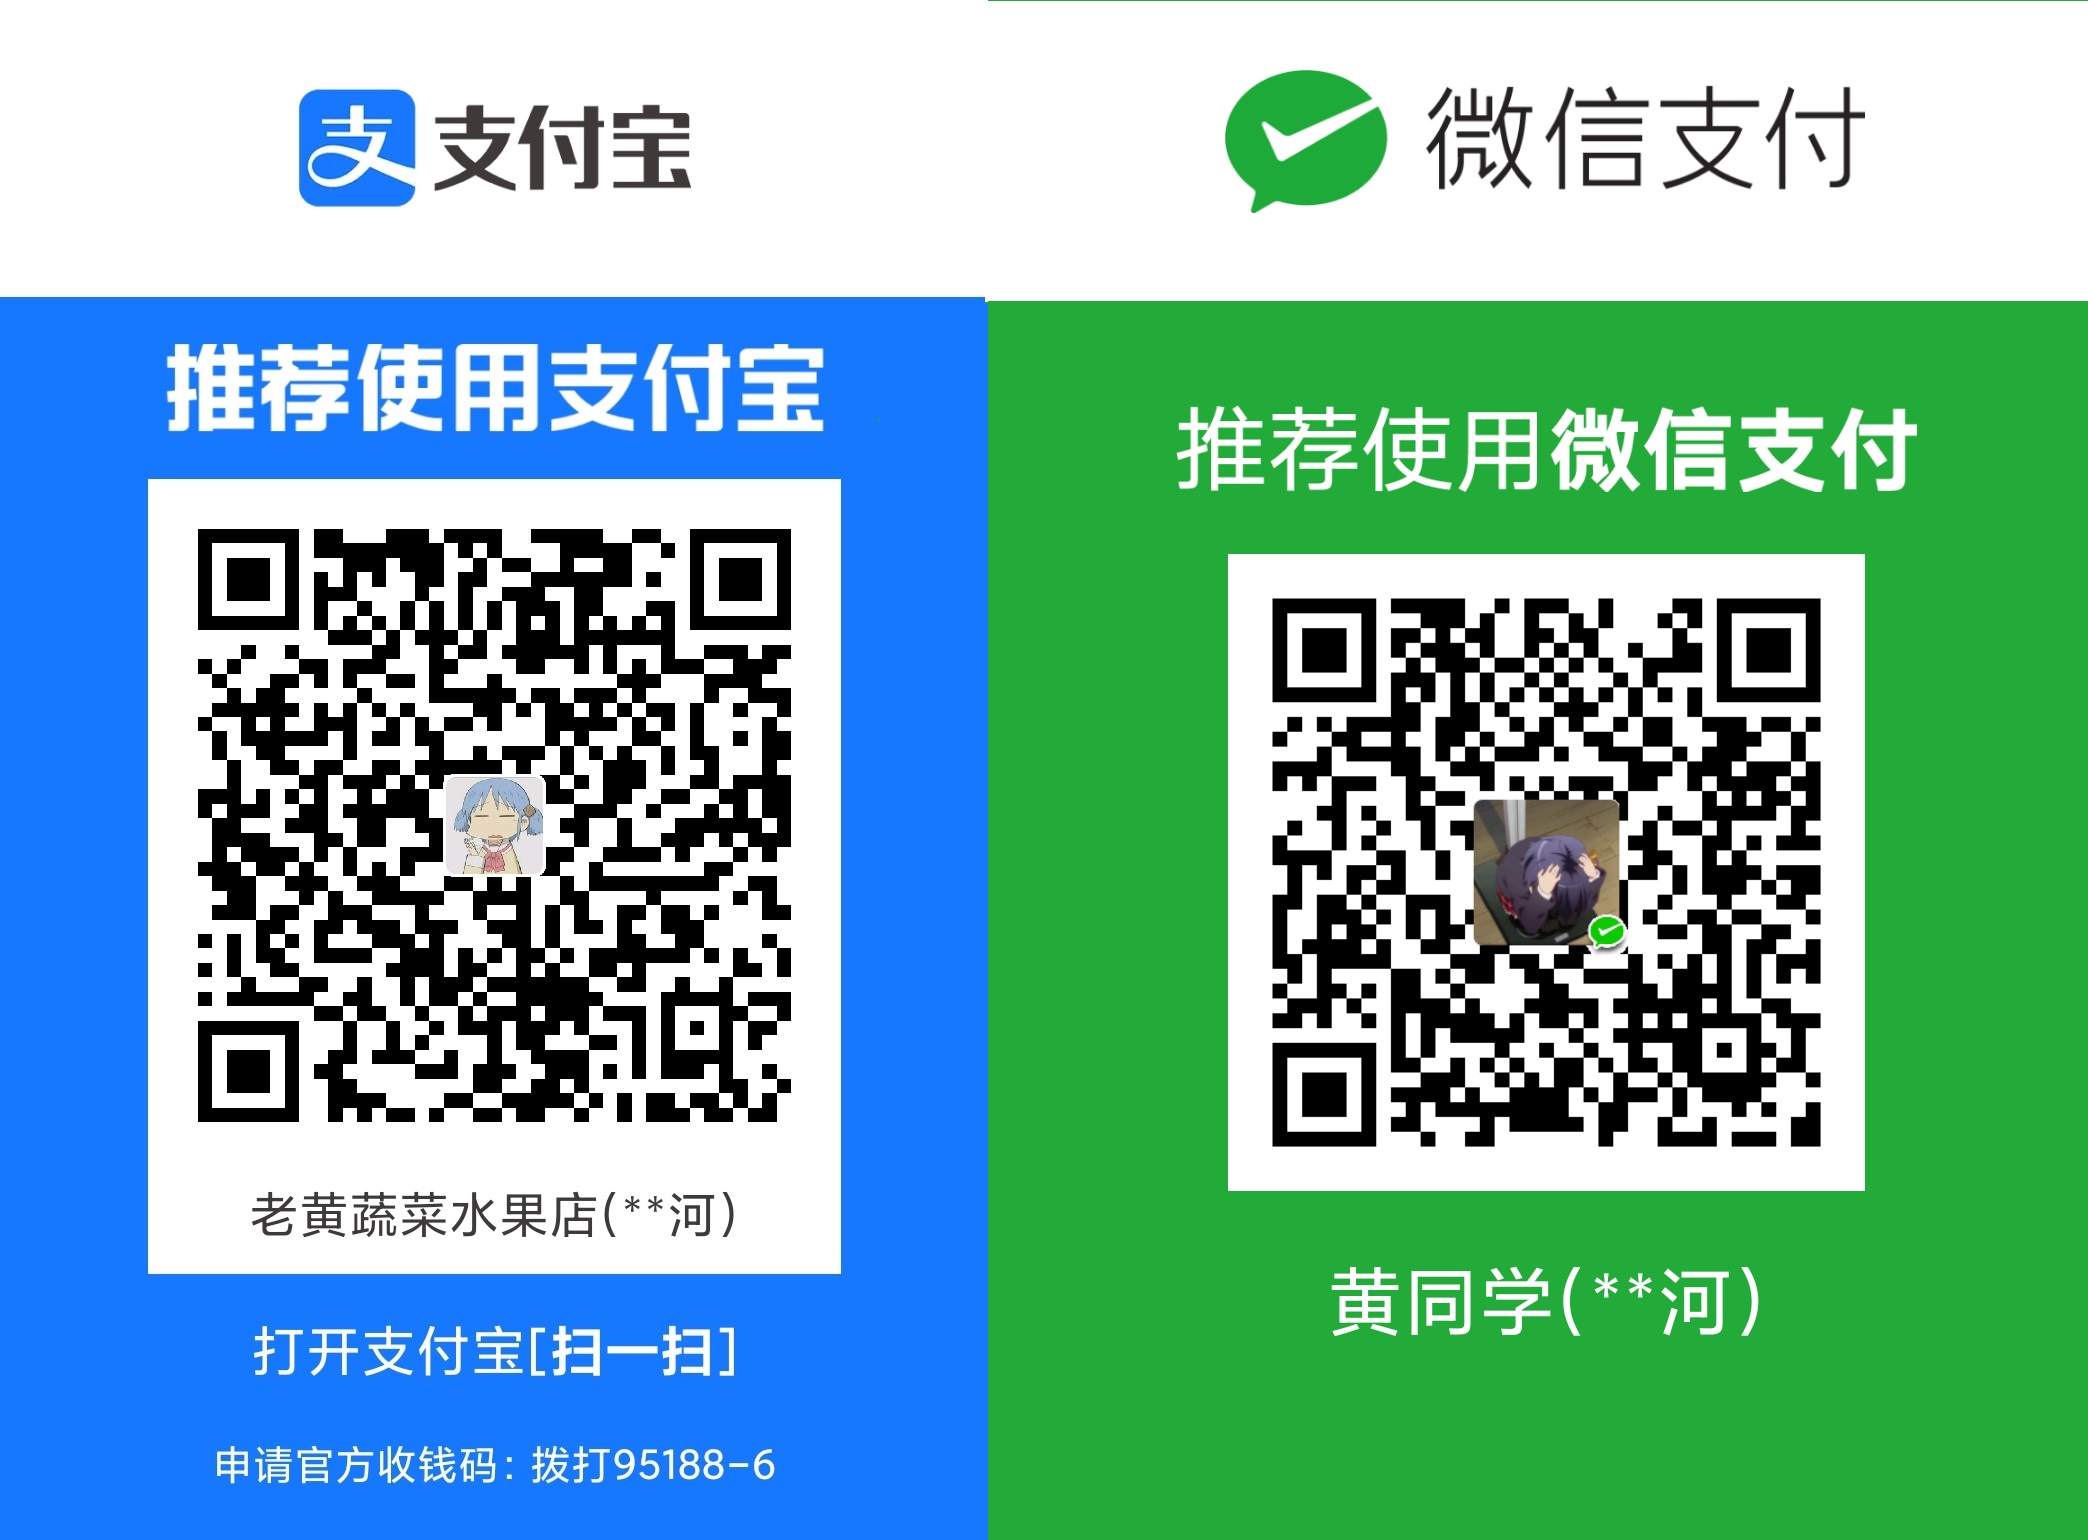 支付宝
推荐使用支付宝
老黄蔬菜水果店(**河)
打开支付宝[扫一扫]
申请官方收钱码：拨打95188-6
微信支付
推荐使用微信支付
黄同学(**河)